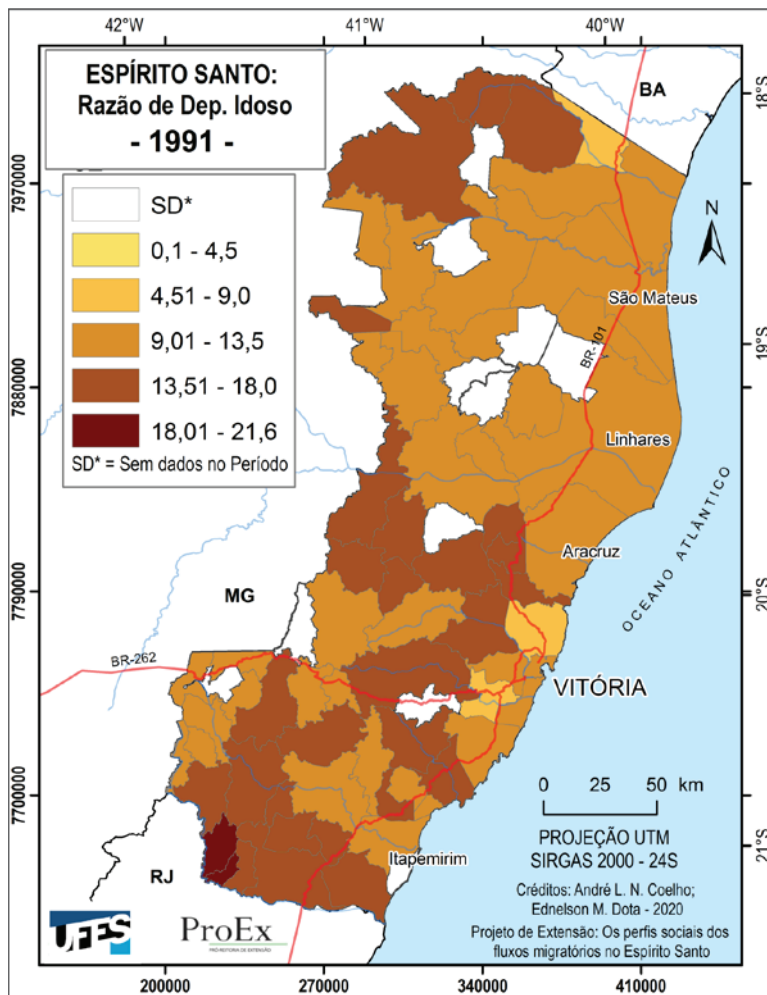 42°W 41°W 40°W
ESPÍRITO SANTO:
Razão de Dep. Idoso
- 1991 -
BA
18°S
7970000
SD*
0,1 - 4,5
4,51 - 9,0
9,01 - 13,5
13,51 - 18,0
18,01 - 21,6
SD* = Sem dados no Período
N
São Mateus
19°S
BR-101
7880000
Linhares
OCEANO ATLÂNTICO
Aracruz
7790000
20°S
MG
BR-262
VITÓRIA
0 25 50 km
7700000
PROJEÇÃO UTM
SIRGAS 2000 - 24S
21°S
Itapemirim
RJ
Créditos: André L. N. Coelho;
Ednelson M. Dota - 2020
Projeto de Extensão: Os perfis sociais dos
fluxos migratórios no Espírito Santo
UFES
ProEx
PRÓ-REITORIA DE EXTENSÃO
200000 270000 340000 410000